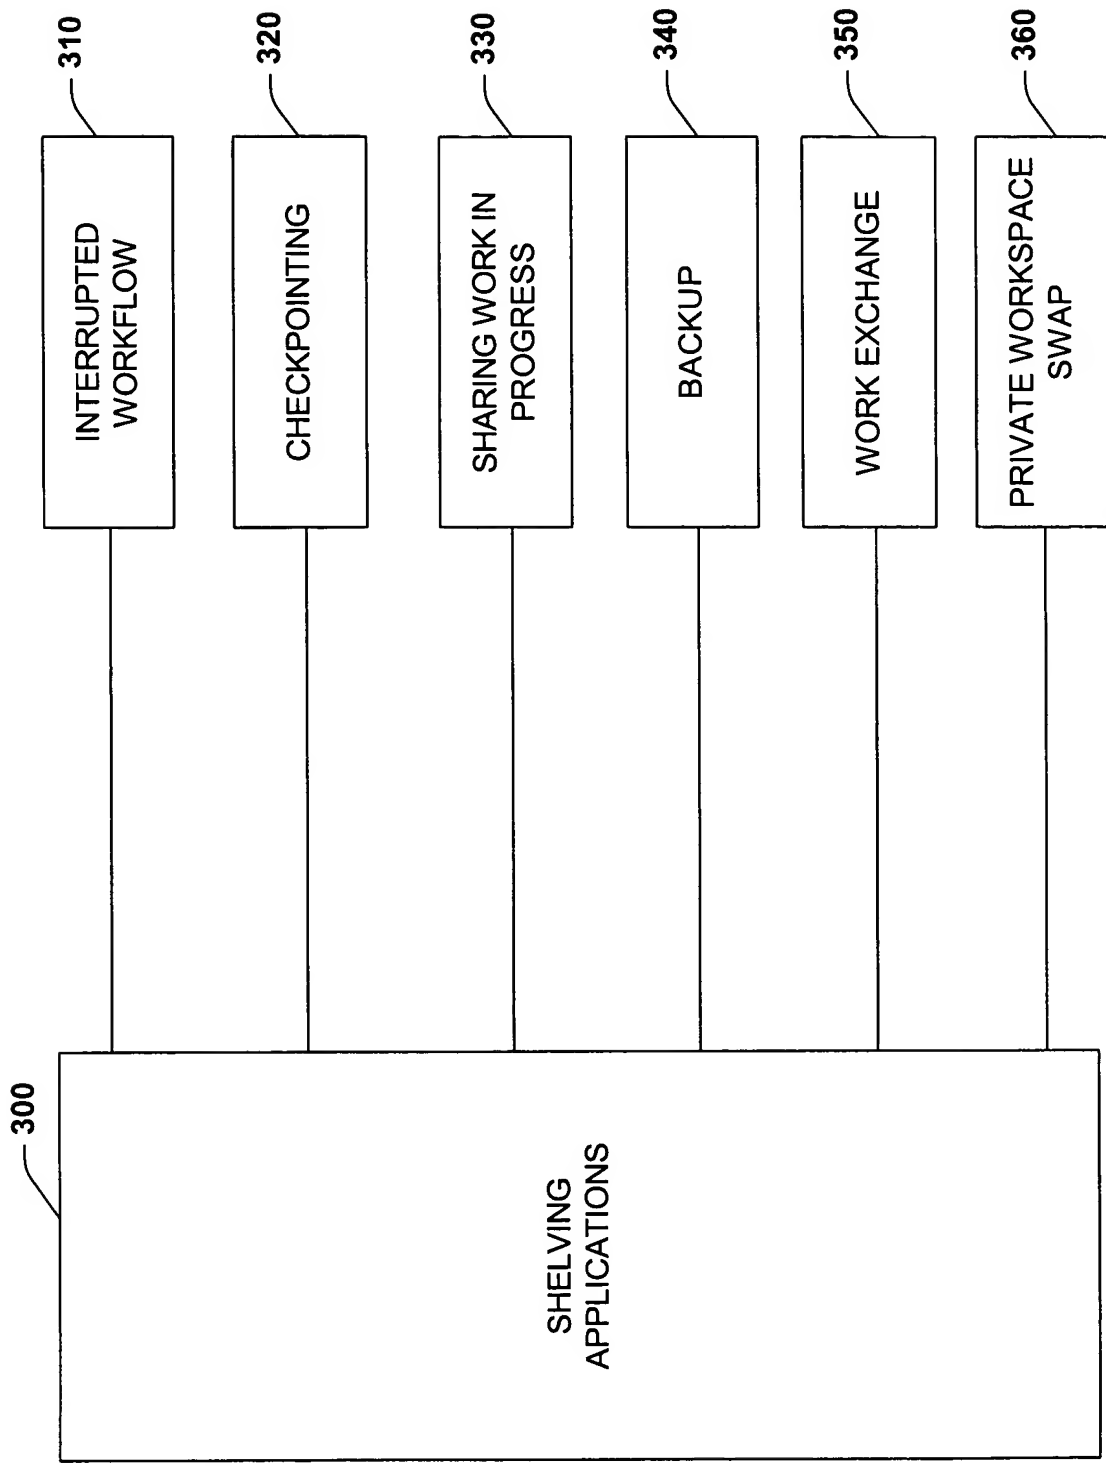 300
SHELVING
APPLICATIONS
310
INTERRUPTED
WORKFLOW
320
CHECKPOINTING
330
SHARING WORK IN
PROGRESS
340
BACKUP
350
WORK EXCHANGE
360
PRIVATE WORKSPACE
SWAP